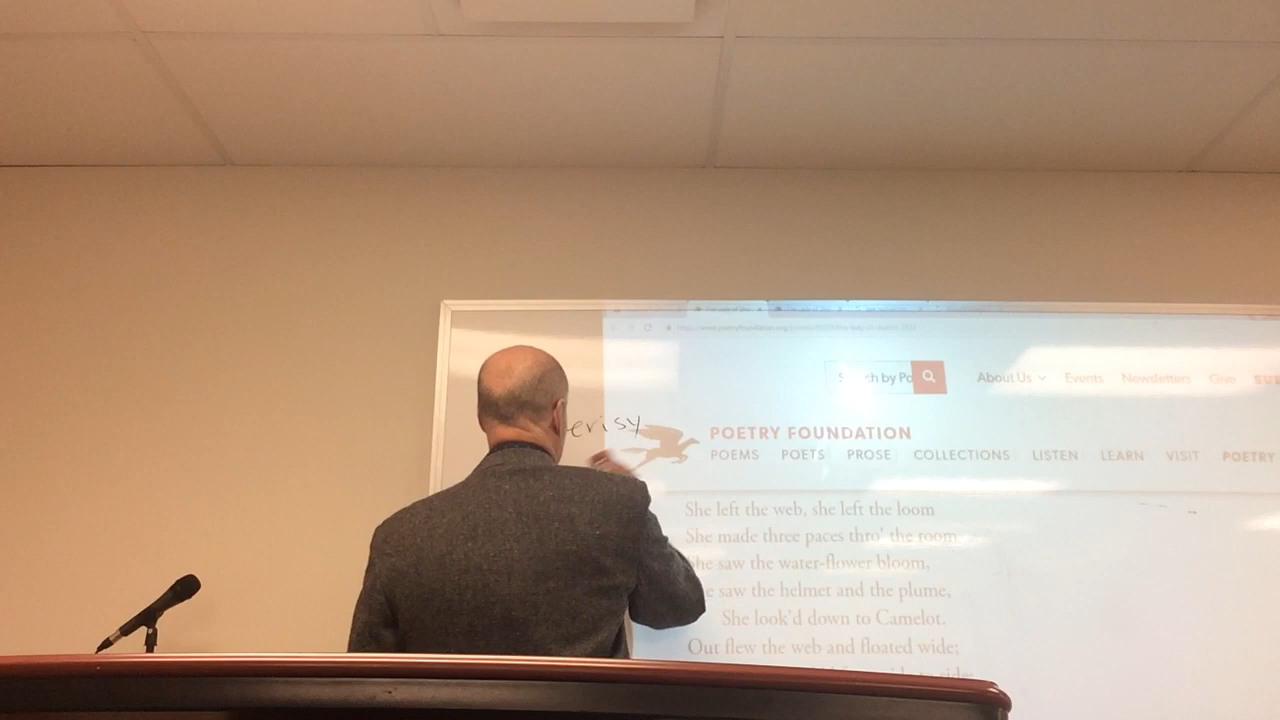 Search by Po
About Us
Events
Newsletters
Give
erisy
POETRY FOUNDATION
POEMS POETS PROSE COLLECTIONS LISTEN LEARN VISIT POETRY
She left the web, she left the loom
She made three paces thro' the room
She saw the water-flower bloom,
saw the helmet and the plume,
She look'd down to Camelot.
Out flew the web and floated wide;